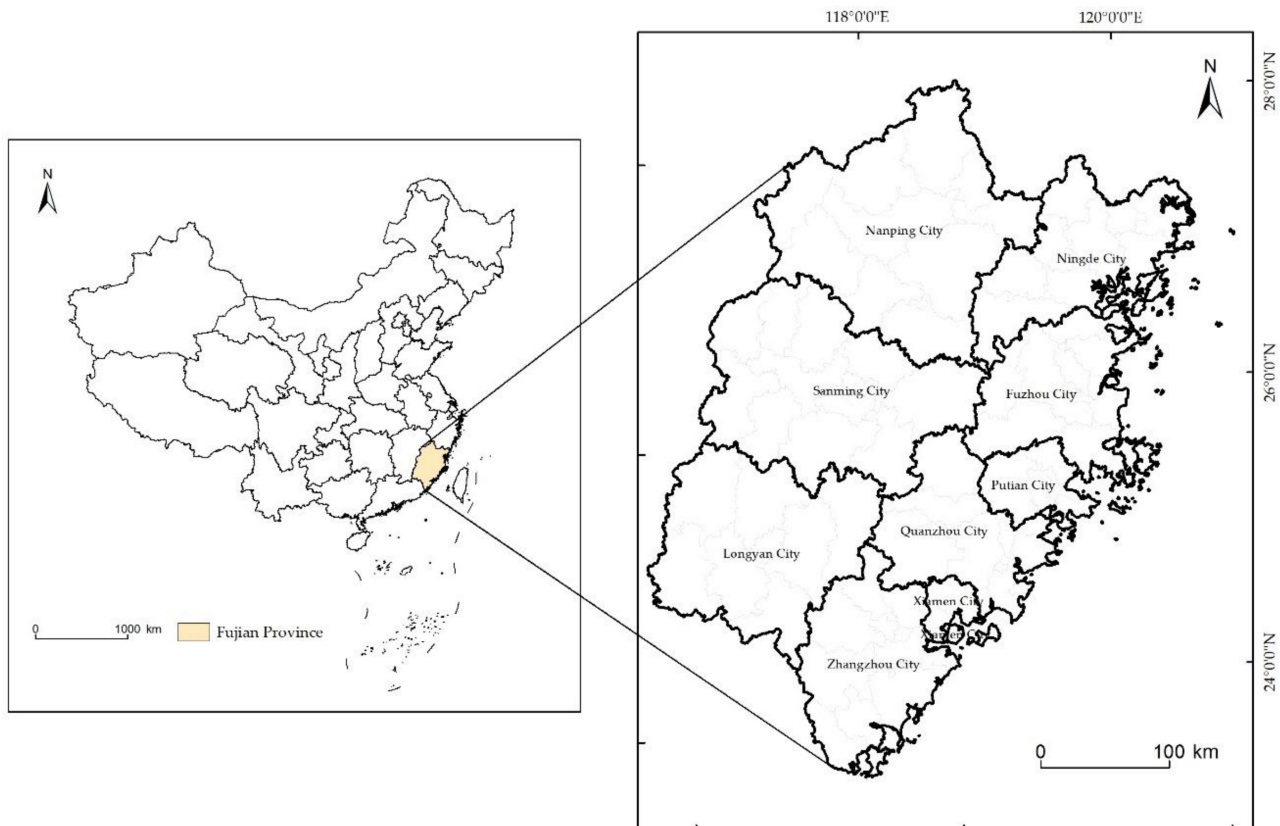 118°0'0"E
120°0'0"E
N
28°0'0"N
N
Nanping City
Ningde City
26°0'0"N
Sanming City
Fuzhou City
Putian City
Quanzhou City
Longyan City
Xiamen City
0
1000 km
Fujian Province
Zhangzhou City
24°0'0"N
0
100 km